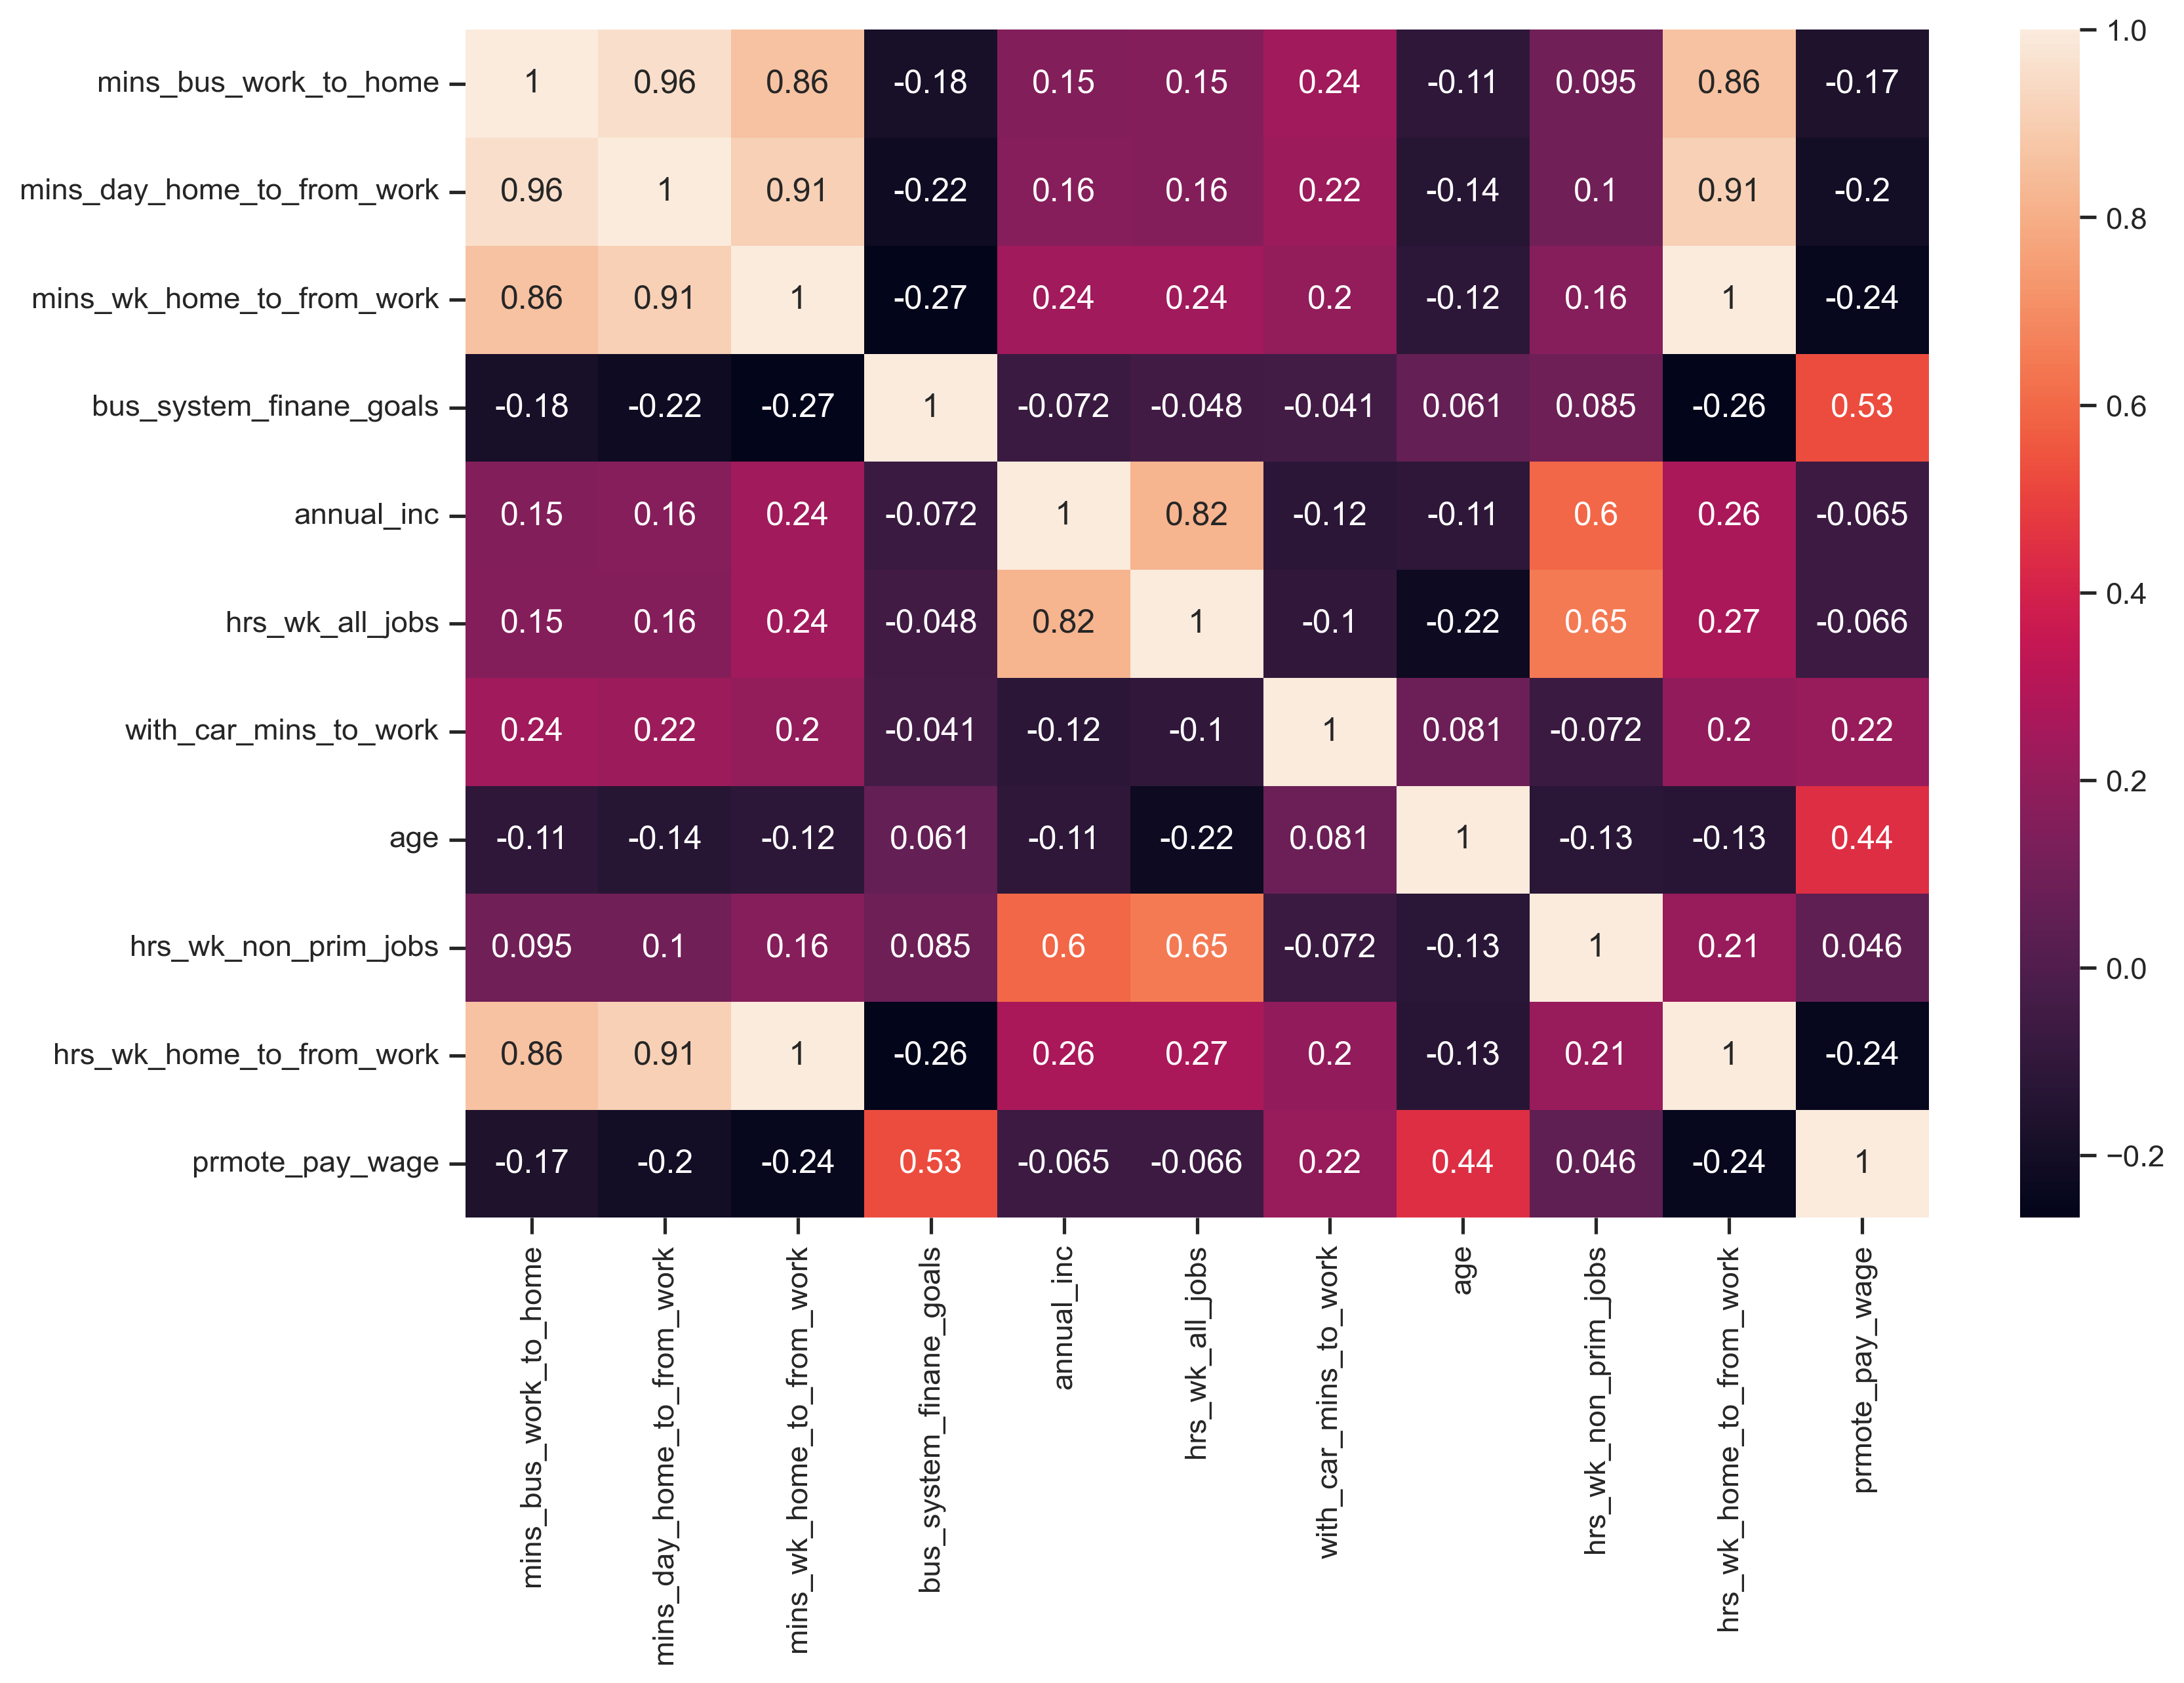 mins_bus_work_to_home 1 0.96 0.86 -0.18 0.15 0.15 0.24 -0.11 0.095 0.86 -0.17
mins_day_home_to_from_work 0.96 1 0.91 -0.22 0.16 0.16 0.22 -0.14 0.1 0.91 -0.2
mins_wk_home_to_from_work 0.86 0.91 1 -0.27 0.24 0.24 0.2 -0.12 0.16 1 -0.24
bus_system_finane_goals -0.18 -0.22 -0.27 1 -0.072 -0.048 -0.041 0.061 0.085 -0.26 0.53
annual_inc 0.15 0.16 0.24 -0.072 1 0.82 -0.12 -0.11 0.6 0.26 -0.065
hrs_wk_all_jobs 0.15 0.16 0.24 -0.048 0.82 1 -0.1 -0.22 0.65 0.27 -0.066
with_car_mins_to_work 0.24 0.22 0.2 -0.041 -0.12 -0.1 1 0.081 -0.072 0.2 0.22
age -0.11 -0.14 -0.12 0.061 -0.11 -0.22 0.081 1 -0.13 -0.13 0.44
hrs_wk_non_prim_jobs 0.095 0.1 0.16 0.085 0.6 0.65 -0.072 -0.13 1 0.21 0.046
hrs_wk_home_to_from_work 0.86 0.91 1 -0.26 0.26 0.27 0.2 -0.13 0.21 1 -0.24
prmote_pay_wage -0.17 -0.2 -0.24 0.53 -0.065 -0.066 0.22 0.44 0.046 -0.24 1
mins_bus_work_to_home
mins_day_home_to_from_work
mins_wk_home_to_from_work
bus_system_finane_goals
annual_inc
hrs_wk_all_jobs
with_car_mins_to_work
age
hrs_wk_non_prim_jobs
hrs_wk_home_to_from_work
prmote_pay_wage
1.0
0.8
0.6
0.4
0.2
0.0
−0.2